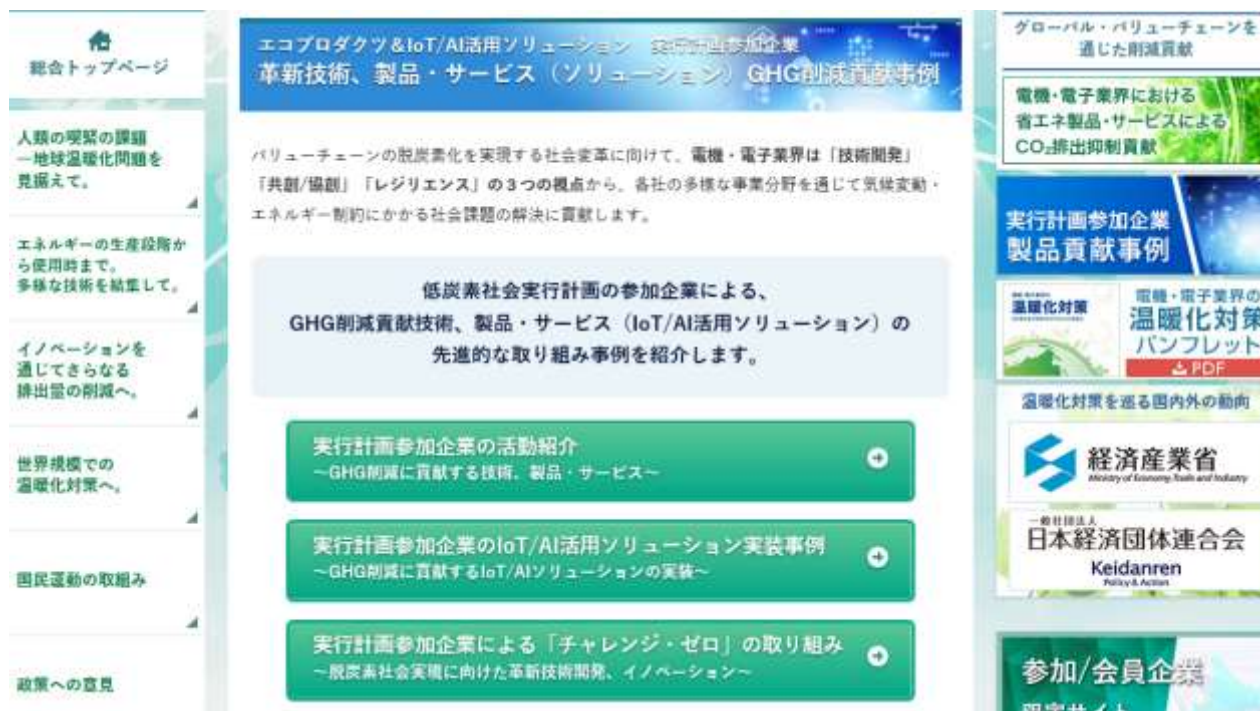 総合トップページ
人類の喫緊の課題
―地球温暖化問題を
見据えて。
エネルギーの生産段階か
ら使用時まで。
多様な技術を結集して。
イノベーションを
通じてさらなる
排出量の削減へ。
世界規模での
温暖化対策へ。
国民運動の取組み
政策への意見
エコプロダクツ&IoT/AI活用ソリューション 実行計画参加企業
革新技術、製品・サービス（ソリューション）GHG削減貢献事例
バリューチェーンの脱炭素化を実現する社会変革に向けて、電機・電子業界は「技術開発」
「共創/協創」「レジリエンス」の3つの視点から、各社の多様な事業分野を通じて気候変動・
エネルギー制約にかかる社会課題の解決に貢献します。
低炭素社会実行計画の参加企業による、
GHG削減貢献技術、製品・サービス（IoT/AI活用ソリューション）の
先進的な取り組み事例を紹介します。
実行計画参加企業の活動紹介
～GHG削減に貢献する技術、製品・サービス～
実行計画参加企業のIoT/AI活用ソリューション実装事例
～GHG削減に貢献するIoT/AIソリューションの実装～
実行計画参加企業による「チャレンジ・ゼロ」の取り組み
～脱炭素社会実現に向けた革新技術開発、イノベーション～
グローバル・バリューチェーンを
通じた削減貢献
電機・電子業界における
省エネ製品・サービスによる
CO₂排出抑制貢献
実行計画参加企業
製品貢献事例
温暖化対策
電機・電子業界の
温暖化対策
パンフレット
PDF
温暖化対策を巡る国内外の動向
経済産業省
Ministry of Economy, Trade and Industry
一般社団法人
日本経済団体連合会
Keidanren
Policy & Action
参加/会員企業